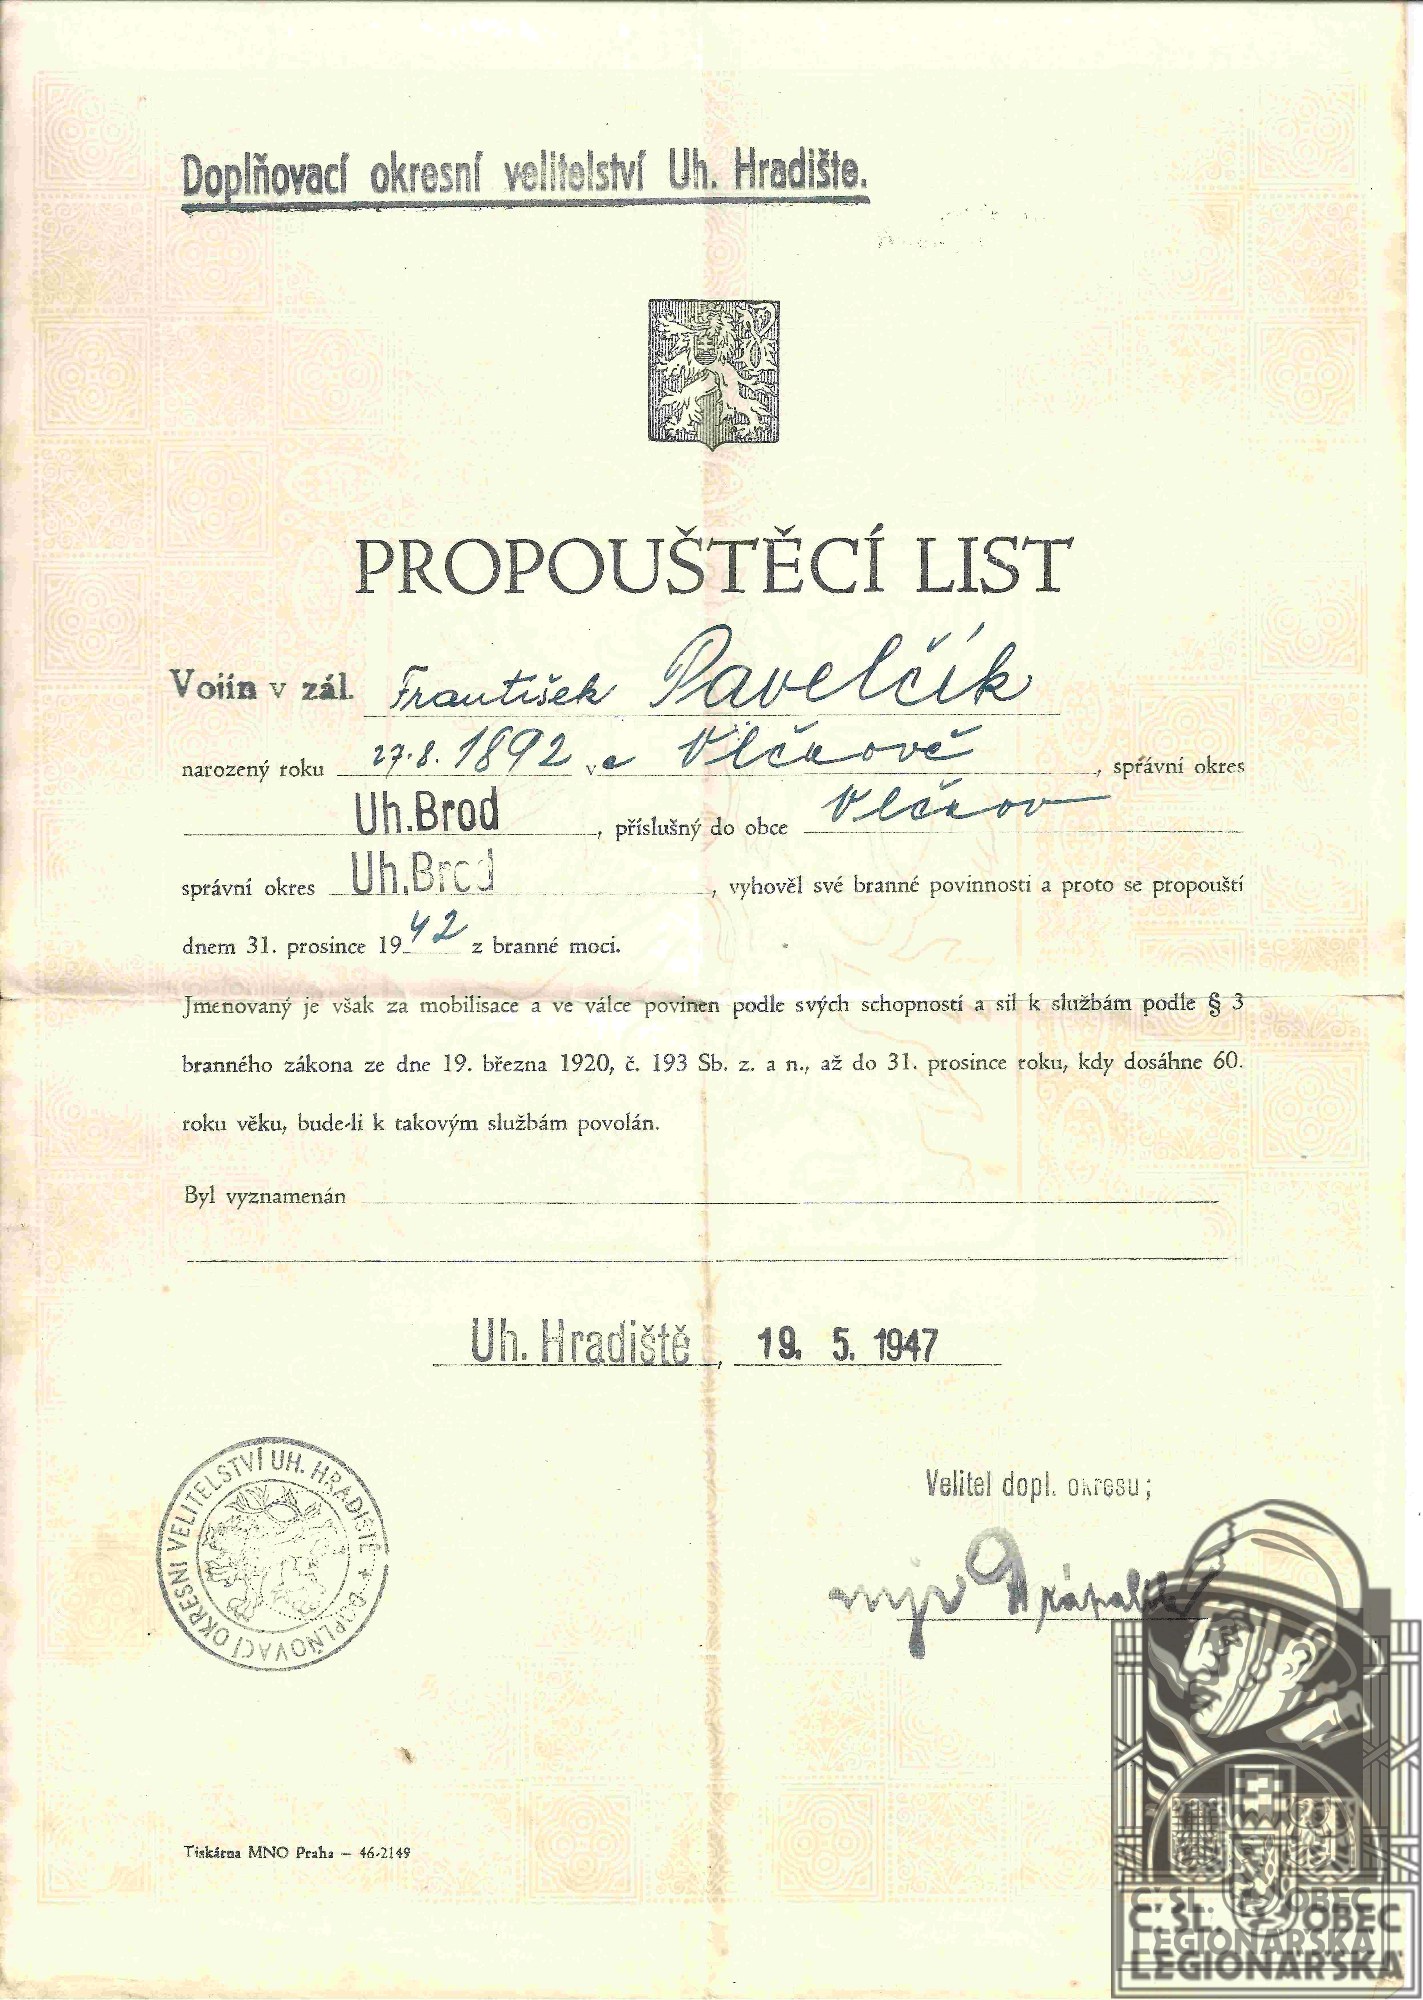 Doplňovací okresní velitelství Uh. Hradište.
PROPOUŠTĚCÍ LIST
Vojín v zál. František Pavelčík
narozený roku 27.8. 1892 ve Vlčnově, správní okres
Uh.Brod, příslušný do obce Vlčnov
správní okres Uh.Brod, vyhověl své branné povinnosti a proto se propouští
dnem 31. prosince 1942 z branné moci.
Jmenovaný je však za mobilisace a ve válce povinen podle svých schopností a sil k službám podle § 3
branného zákona ze dne 19. března 1920, č. 193 Sb. z. a n., až do 31. prosince roku, kdy dosáhne 60.
roku věku, bude-li k takovým službám povolán.
Byl vyznamenán
Uh. Hradiště, 19. 5. 1947
DOPLŇOVACÍ OKRESNÍ VELITELSTVÍ UH. HRADIŠTĚ *
Velitel dopl. okresu;
Tiskárna MNO Praha – 46-2149
Č. SL. OBEC
LEGIONÁŘSKÁ